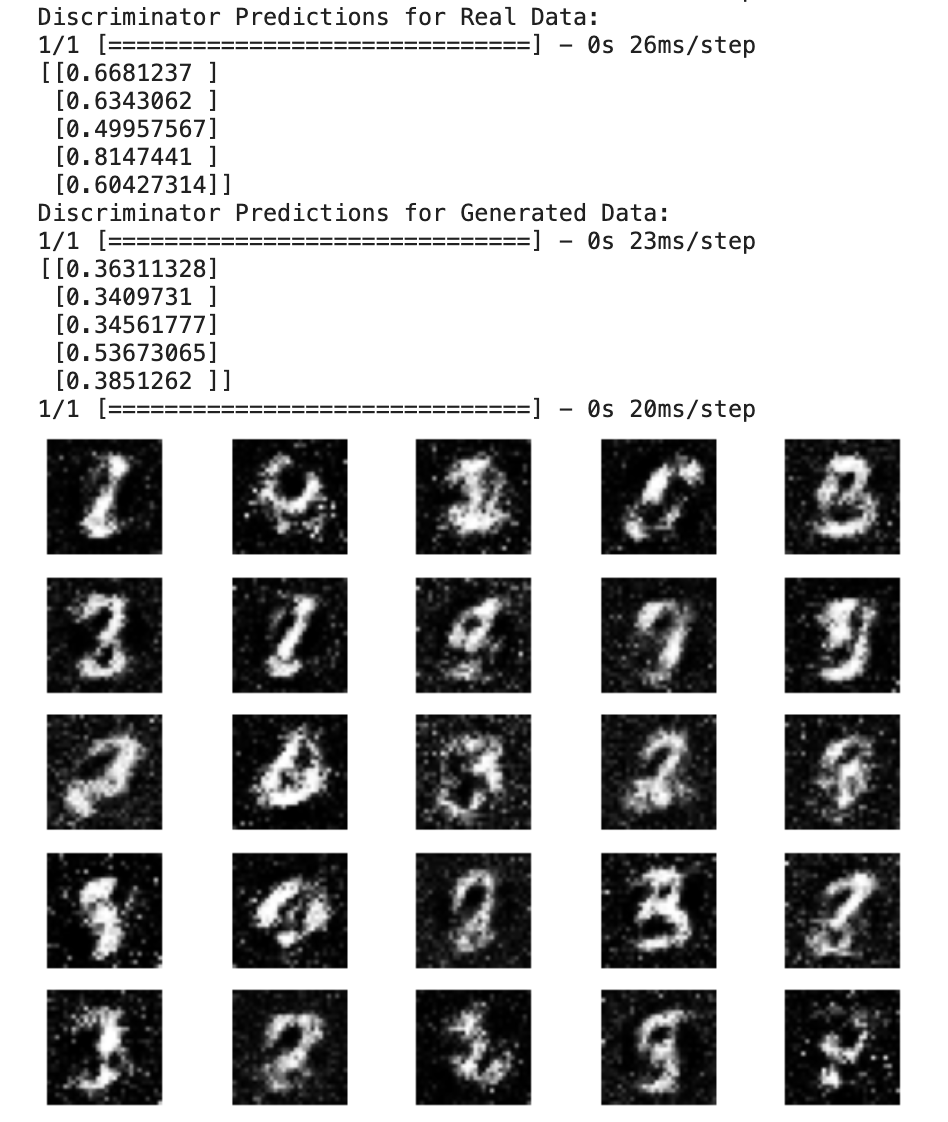 Discriminator Predictions for Real Data:
1/1 [==============================] - 0s 26ms/step
[[0.6681237 ]
 [0.6343062 ]
 [0.49957567]
 [0.8147441 ]
 [0.60427314]]
Discriminator Predictions for Generated Data:
1/1 [==============================] - 0s 23ms/step
[[0.36311328]
 [0.3409731 ]
 [0.34561777]
 [0.53673065]
 [0.3851262 ]]
1/1 [==============================] - 0s 20ms/step